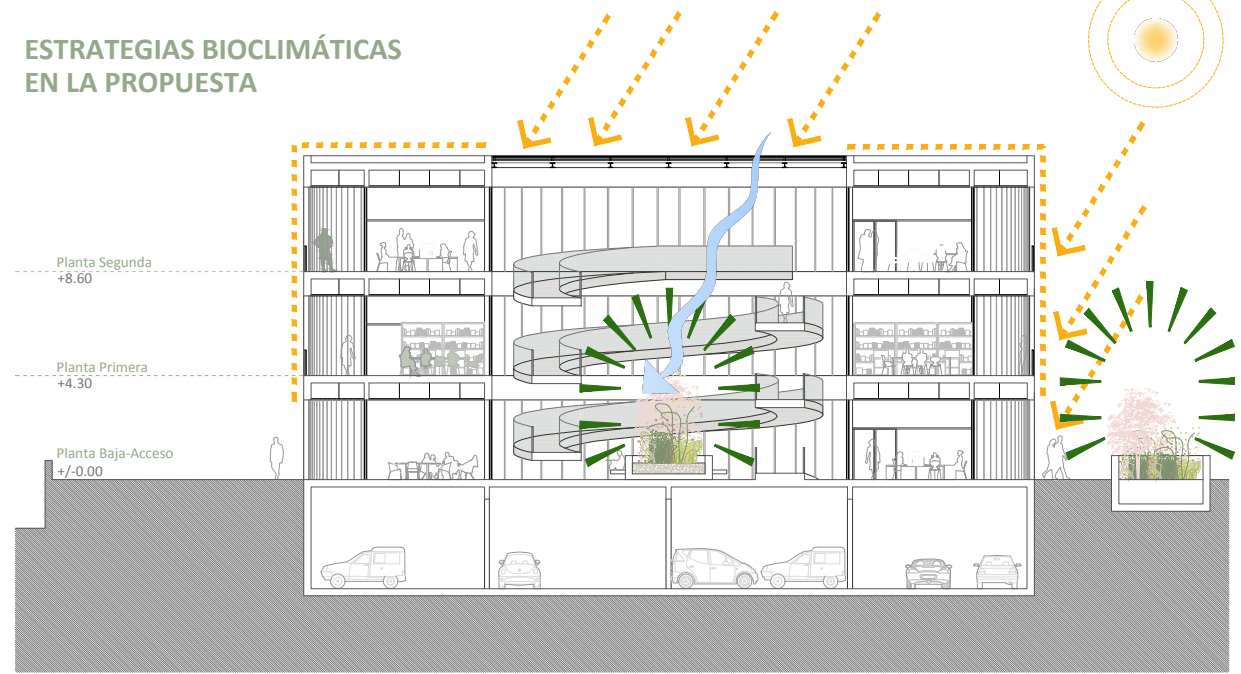 ESTRATEGIAS BIOCLIMÁTICAS
EN LA PROPUESTA
Planta Segunda
+8.60
Planta Primera
+4.30
Planta Baja-Acceso
+/-0.00